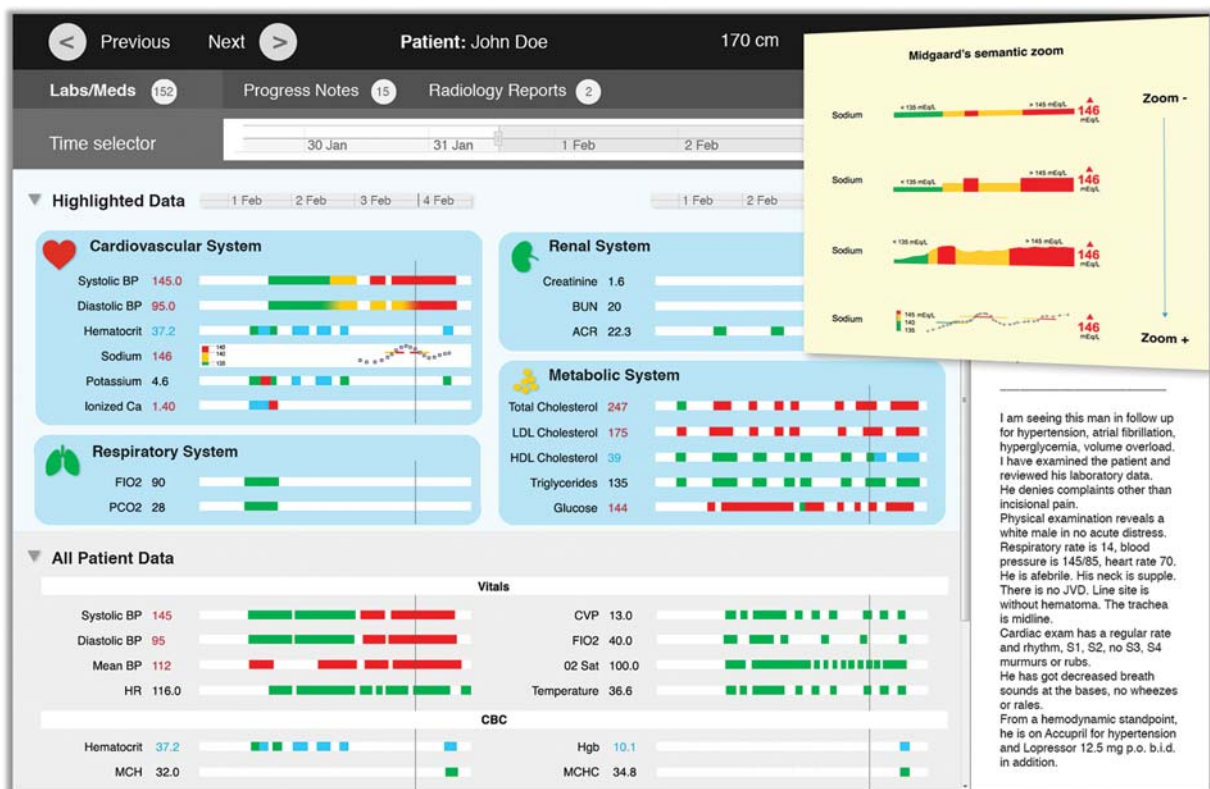 < Previous Next > Patient: John Doe 170 cm
Labs/Meds 152 Progress Notes 15 Radiology Reports 2
Time selector 30 Jan 31 Jan 1 Feb 2 Feb
Midgaard's semantic zoom
Zoom -
Sodium < 135 mEq/L > 145 mEq/L 146 mEq/L
Sodium < 135 mEq/L > 145 mEq/L 146 mEq/L
Sodium < 135 mEq/L > 145 mEq/L 146 mEq/L
Sodium 145 mEq/L 140 135 146 mEq/L
Zoom +
Highlighted Data 1 Feb 2 Feb 3 Feb 4 Feb 1 Feb 2 Feb
Cardiovascular System
Systolic BP 145.0
Diastolic BP 95.0
Hematocrit 37.2
Sodium 146 145 140 135
Potassium 4.6
Ionized Ca 1.40
Respiratory System
FIO2 90
PCO2 28
Renal System
Creatinine 1.6
BUN 20
ACR 22.3
Metabolic System
Total Cholesterol 247
LDL Cholesterol 175
HDL Cholesterol 39
Triglycerides 135
Glucose 144
All Patient Data
Vitals
Systolic BP 145 CVP 13.0
Diastolic BP 95 FIO2 40.0
Mean BP 112 02 Sat 100.0
HR 116.0 Temperature 36.6
CBC
Hematocrit 37.2 Hgb 10.1
MCH 32.0 MCHC 34.8
I am seeing this man in follow up
for hypertension, atrial fibrillation,
hyperglycemia, volume overload.
I have examined the patient and
reviewed his laboratory data.
He denies complaints other than
incisional pain.
Physical examination reveals a
white male in no acute distress.
Respiratory rate is 14, blood
pressure is 145/85, heart rate 70.
He is afebrile. His neck is supple.
There is no JVD. Line site is
without hematoma. The trachea
is midline.
Cardiac exam has a regular rate
and rhythm, S1, S2, no S3, S4
murmurs or rubs.
He has got decreased breath
sounds at the bases, no wheezes
or rales.
From a hemodynamic standpoint,
he is on Accupril for hypertension
and Lopressor 12.5 mg p.o. b.i.d.
in addition.